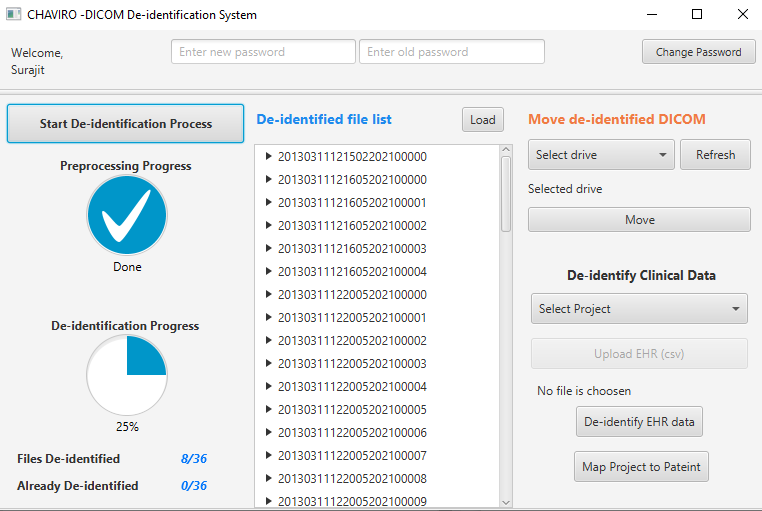 CHAVIRO -DICOM De-identification System
Welcome,
Surajit
Enter new password
Enter old password
Change Password
Start De-identification Process
Preprocessing Progress
Done
De-identification Progress
25%
Files De-identified 8/36
Already De-identified 0/36
De-identified file list
Load
20130311121502202100000
20130311121605202100000
20130311121605202100001
20130311121605202100002
20130311121605202100003
20130311121605202100004
20130311122005202100000
20130311122005202100001
20130311122005202100002
20130311122005202100003
20130311122005202100004
20130311122005202100005
20130311122005202100006
20130311122005202100007
20130311122005202100008
20130311122005202100009
Move de-identified DICOM
Select drive
Refresh
Selected drive
Move
De-identify Clinical Data
Select Project
Upload EHR (csv)
No file is choosen
De-identify EHR data
Map Project to Pateint